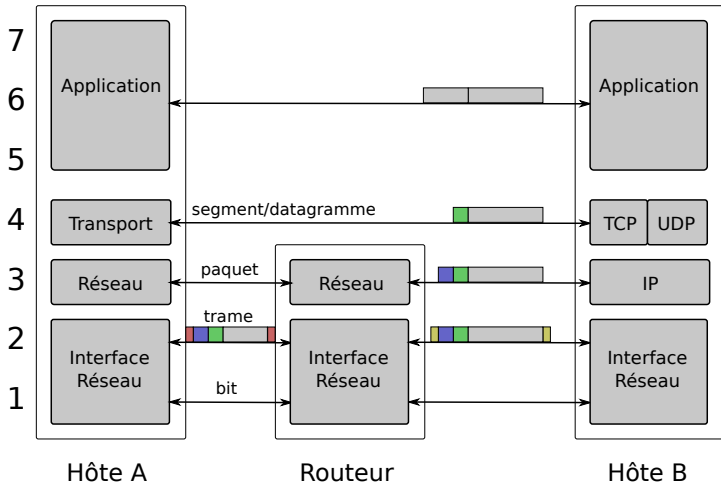 7
6
5
4
3
2
1
Application
Application
segment/datagramme
Transport
TCP
UDP
paquet
Réseau
Réseau
IP
trame
Interface
Réseau
Interface
Réseau
Interface
Réseau
bit
Hôte A
Routeur
Hôte B